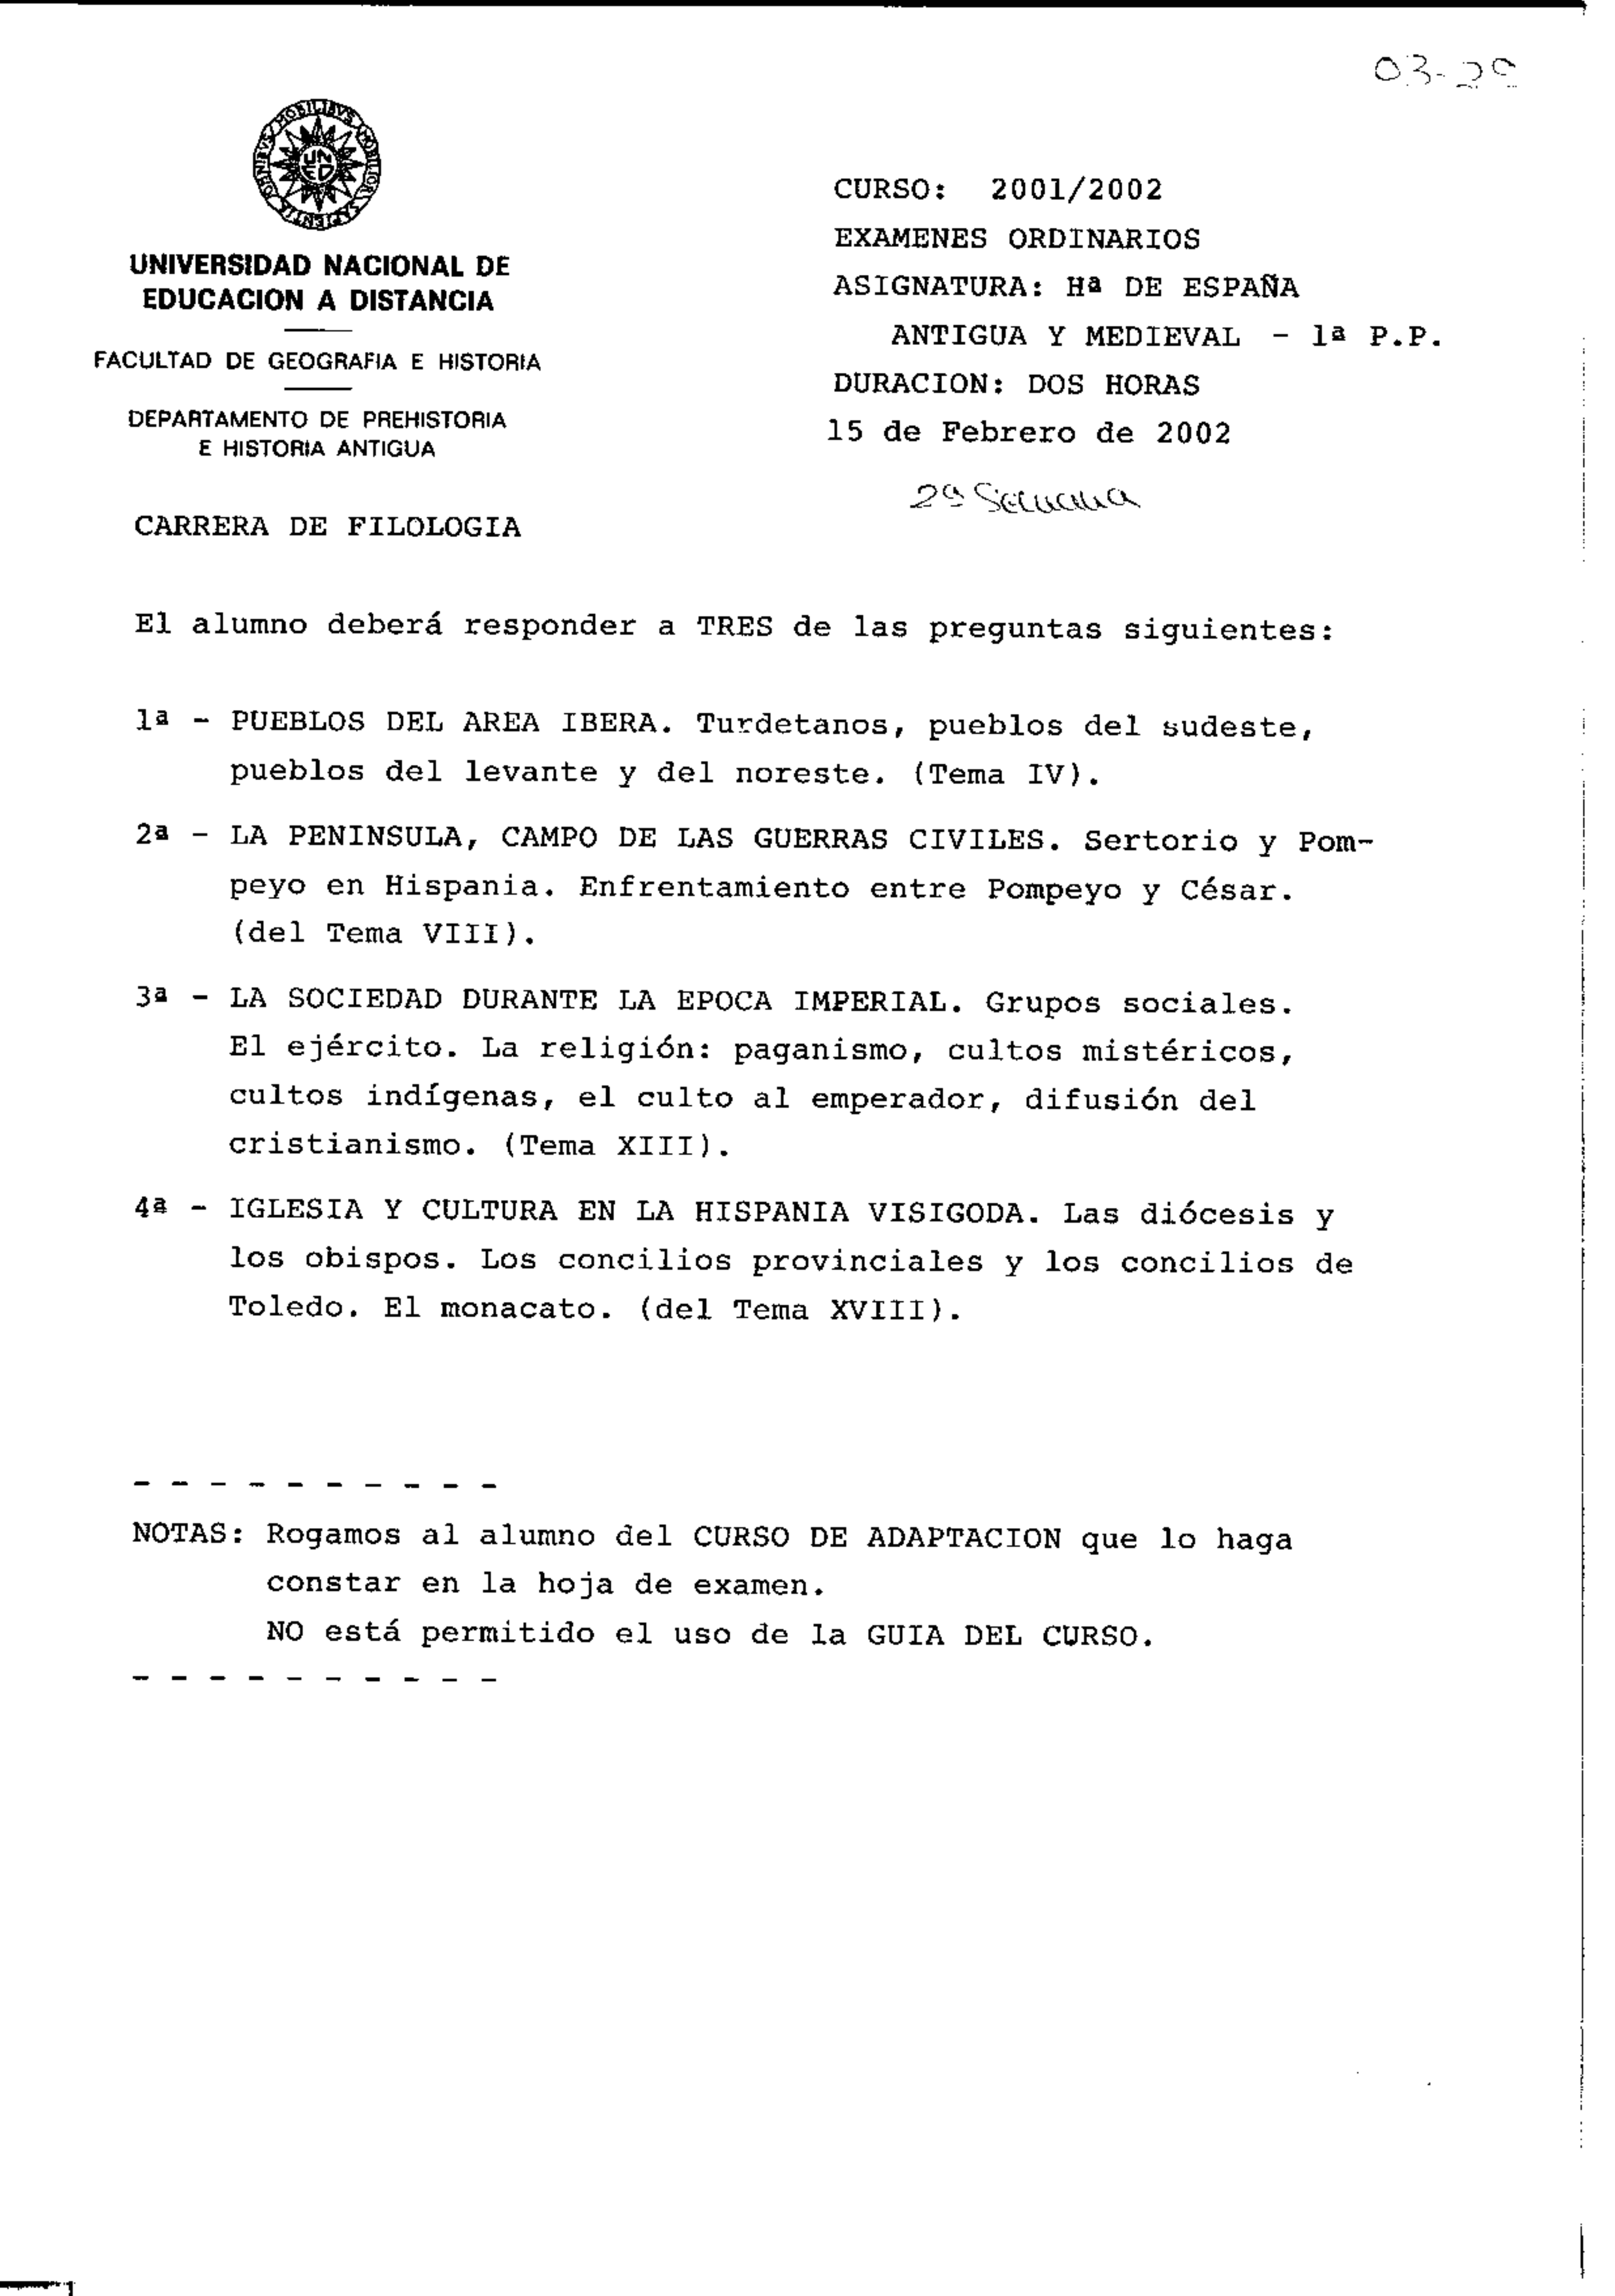 UNIVERSIDAD NACIONAL DE
EDUCACION A DISTANCIA
FACULTAD DE GEOGRAFIA E HISTORIA
DEPARTAMENTO DE PREHISTORIA
E HISTORIA ANTIGUA
CARRERA DE FILOLOGIA
CURSO: 2001/2002
EXAMENES ORDINARIOS
ASIGNATURA: Hª DE ESPAÑA
ANTIGUA Y MEDIEVAL - 1ª P.P.
DURACION: DOS HORAS
15 de Febrero de 2002
2ª Semana
El alumno deberá responder a TRES de las preguntas siguientes:
1ª - PUEBLOS DEL AREA IBERA. Turdetanos, pueblos del sudeste,
pueblos del levante y del noreste. (Tema IV).
2ª - LA PENINSULA, CAMPO DE LAS GUERRAS CIVILES. Sertorio y Pom-
peyo en Hispania. Enfrentamiento entre Pompeyo y César.
(del Tema VIII).
3ª - LA SOCIEDAD DURANTE LA EPOCA IMPERIAL. Grupos sociales.
El ejército. La religión: paganismo, cultos mistéricos,
cultos indígenas, el culto al emperador, difusión del
cristianismo. (Tema XIII).
4ª - IGLESIA Y CULTURA EN LA HISPANIA VISIGODA. Las diócesis y
los obispos. Los concilios provinciales y los concilios de
Toledo. El monacato. (del Tema XVIII).
NOTAS: Rogamos al alumno del CURSO DE ADAPTACION que lo haga
constar en la hoja de examen.
NO está permitido el uso de la GUIA DEL CURSO.